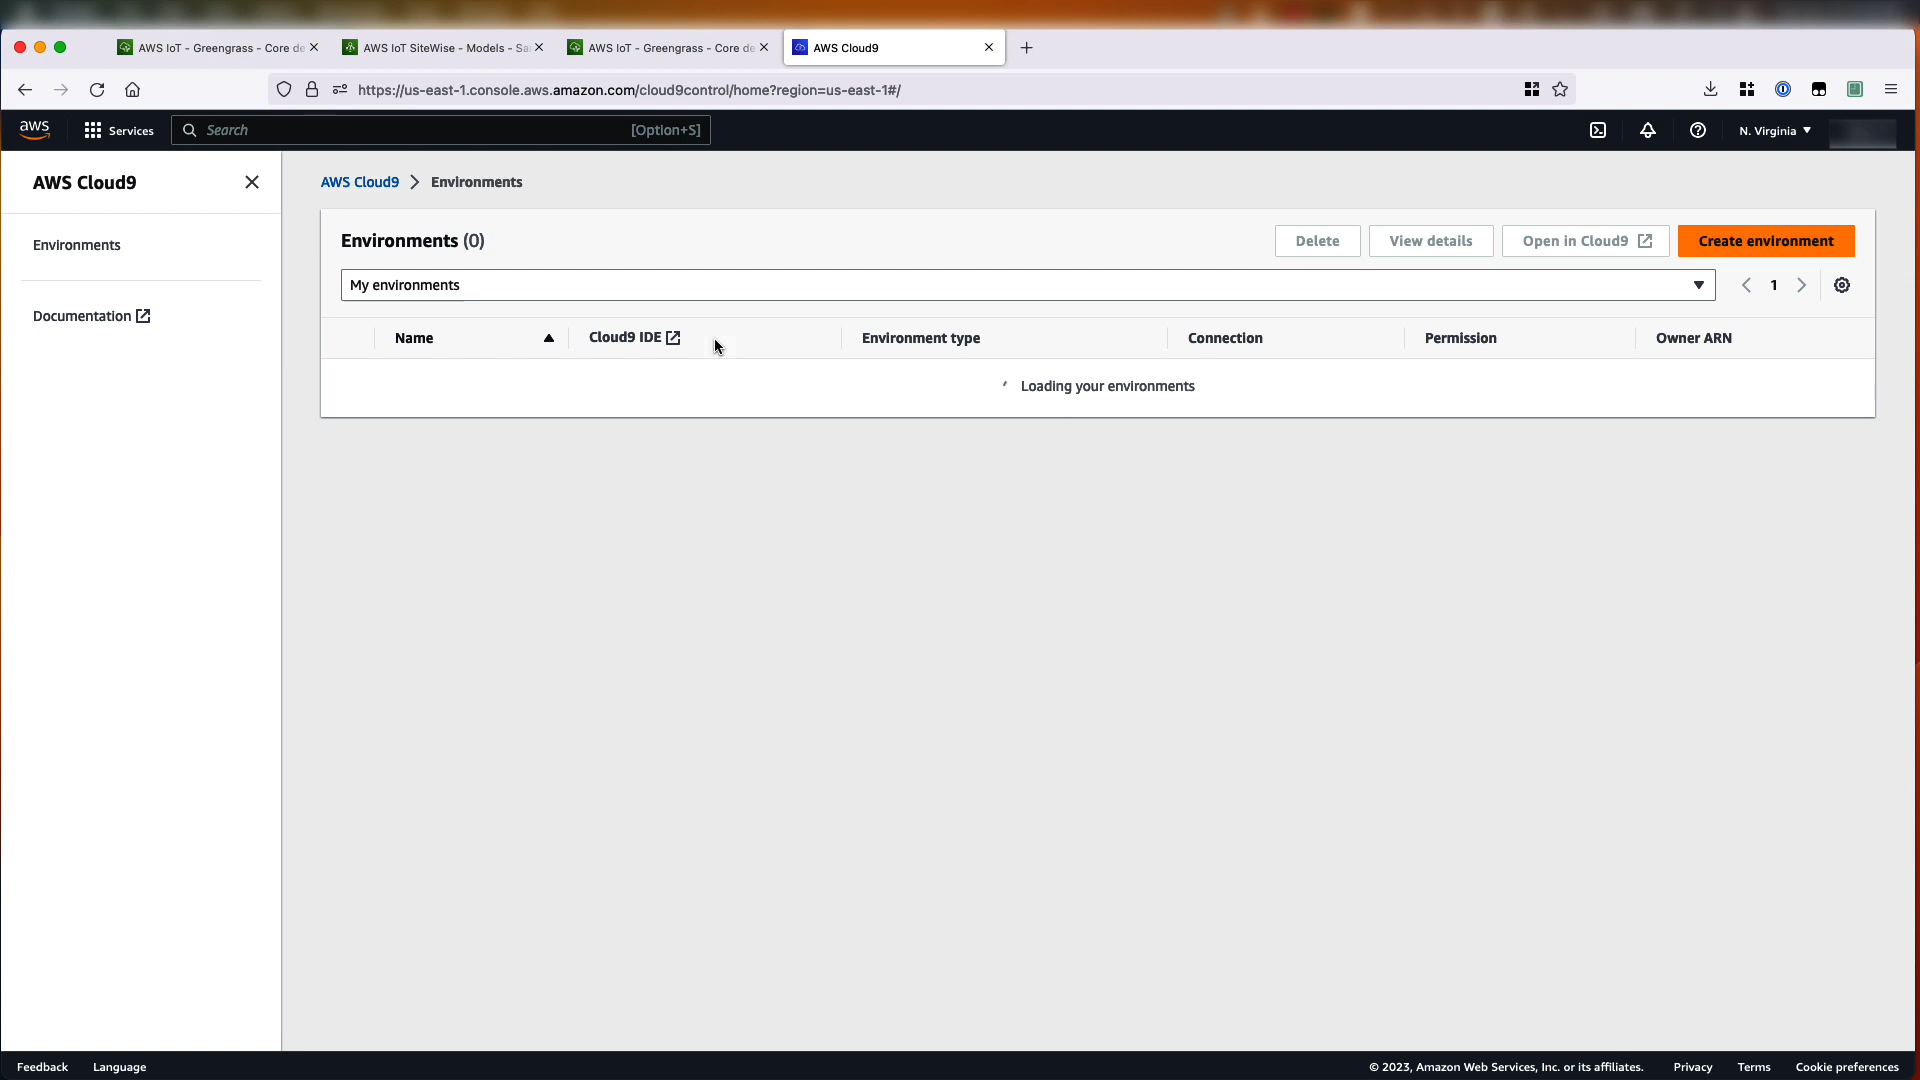 AWS IoT - Greengrass - Core de
AWS IoT SiteWise - Models - Sa
AWS IoT - Greengrass - Core de
AWS Cloud9
https://us-east-1.console.aws.amazon.com/cloud9control/home?region=us-east-1#/
aws
Services
Search
[Option+S]
N. Virginia
AWS Cloud9
Environments
Documentation
AWS Cloud9 > Environments
Environments (0)
Delete
View details
Open in Cloud9
Create environment
My environments
1
Name
Cloud9 IDE
Environment type
Connection
Permission
Owner ARN
Loading your environments
Feedback
Language
© 2023, Amazon Web Services, Inc. or its affiliates.
Privacy
Terms
Cookie preferences